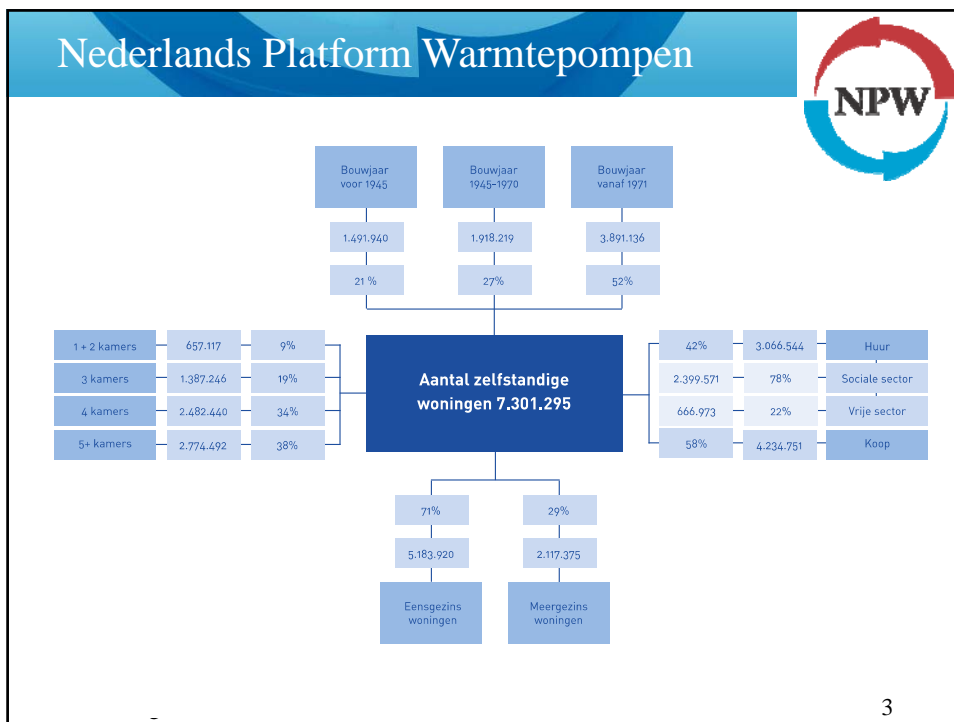 Nederlands Platform Warmtepompen
NPW
Bouwjaar
voor 1945
Bouwjaar
1945-1970
Bouwjaar
vanaf 1971
1.491.940
1.918.219
3.891.136
21 %
27%
52%
1 + 2 kamers
657.117
9%
3 kamers
1.387.246
19%
4 kamers
2.482.440
34%
5+ kamers
2.774.492
38%
Aantal zelfstandige
woningen 7.301.295
42%
3.066.544
Huur
2.399.571
78%
Sociale sector
666.973
22%
Vrije sector
58%
4.234.751
Koop
71%
29%
5.183.920
2.117.375
Eensgezins
woningen
Meergezins
woningen
3